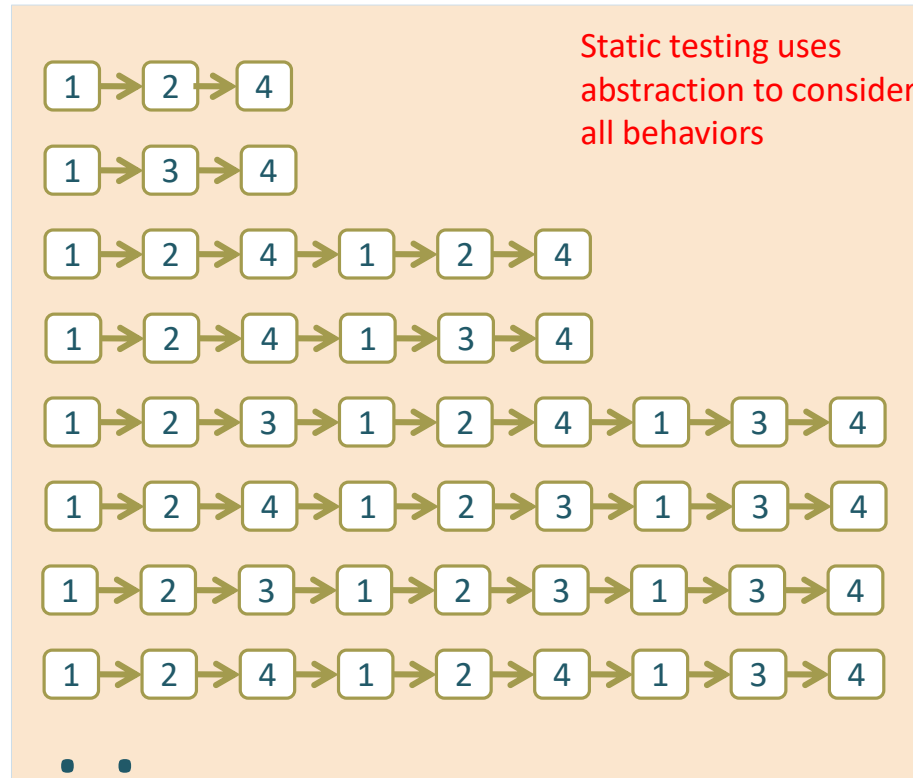 Static testing uses
abstraction to consider
all behaviors
1 2 4
1 3 4
1 2 4 1 2 4
1 2 4 1 3 4
1 2 3 1 2 4 1 3 4
1 2 4 1 2 3 1 3 4
1 2 3 1 2 3 1 3 4
1 2 4 1 2 4 1 3 4
. .